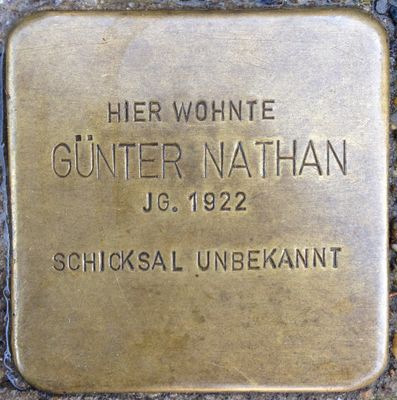 HIER WOHNTE
GÜNTER NATHAN
JG. 1922
SCHICKSAL UNBEKANNT